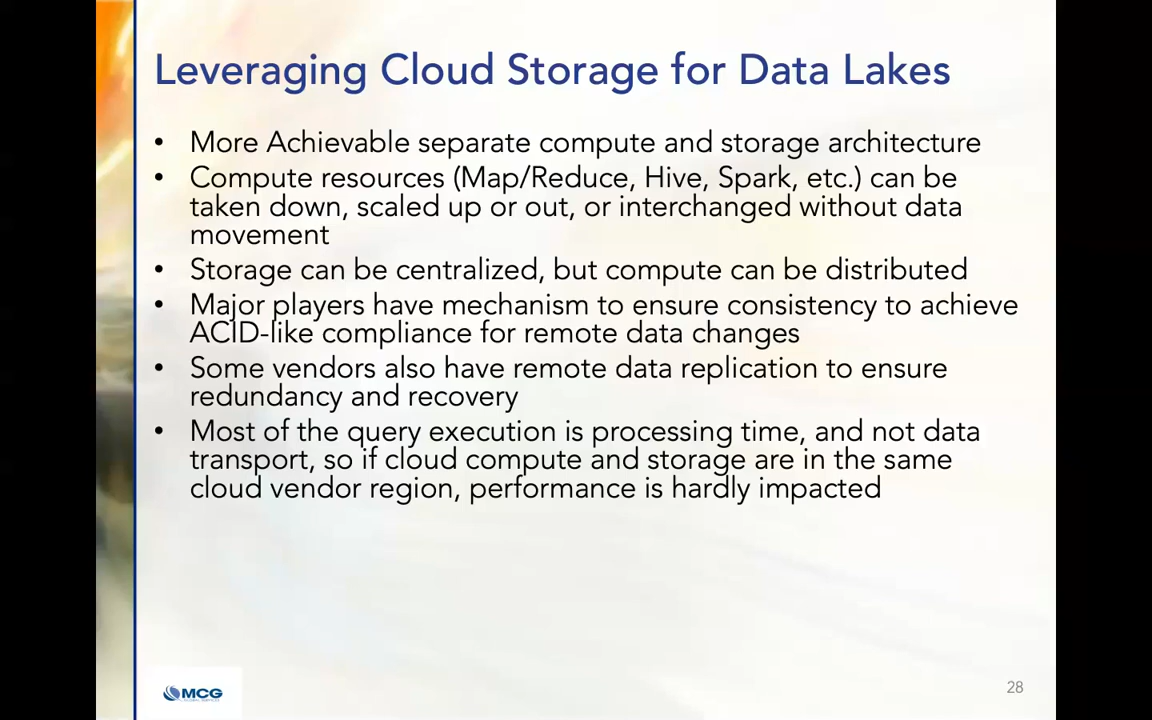 Leveraging Cloud Storage for Data Lakes
• More Achievable separate compute and storage architecture
• Compute resources (Map/Reduce, Hive, Spark, etc.) can be
taken down, scaled up or out, or interchanged without data
movement
• Storage can be centralized, but compute can be distributed
• Major players have mechanism to ensure consistency to achieve
ACID-like compliance for remote data changes
• Some vendors also have remote data replication to ensure
redundancy and recovery
• Most of the query execution is processing time, and not data
transport, so if cloud compute and storage are in the same
cloud vendor region, performance is hardly impacted
MCG
28